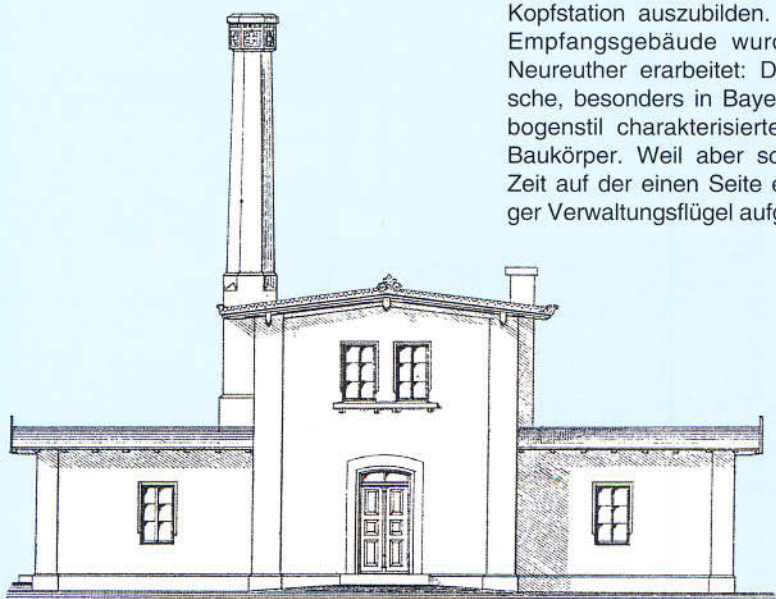 Kopfstation auszubilden.
Empfangsgebäude wurd
Neureuther erarbeitet: D
sche, besonders in Baye
bogenstil charakterisierte
Baukörper. Weil aber so
Zeit auf der einen Seite e
ger Verwaltungsflügel aufg